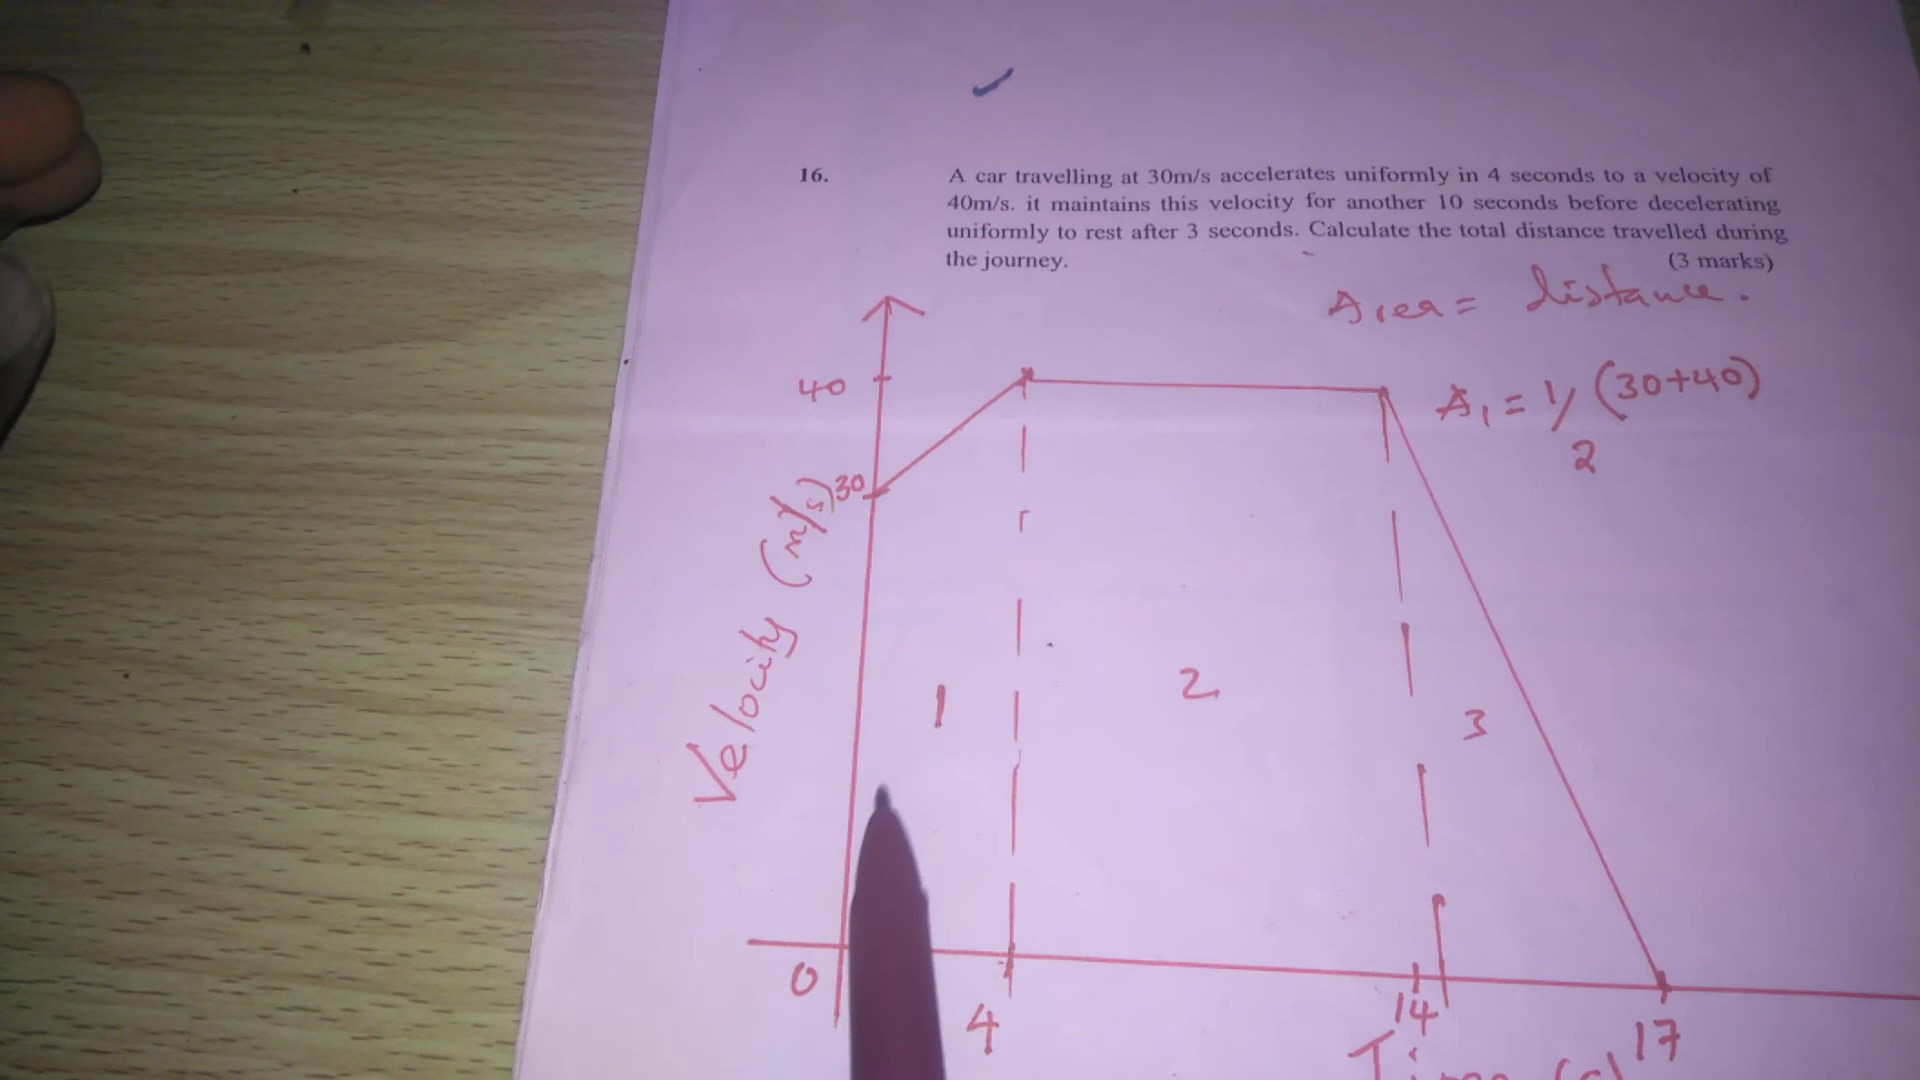 16.
A car travelling at 30m/s accelerates uniformly in 4 seconds to a velocity of
40m/s. it maintains this velocity for another 10 seconds before decelerating
uniformly to rest after 3 seconds. Calculate the total distance travelled during
the journey.
(3 marks)
Area = distance.
A₁ = 1/2 (30+40)
40
30
Velocity (m/s)
1
2
3
0
4
14
17
Time (s)